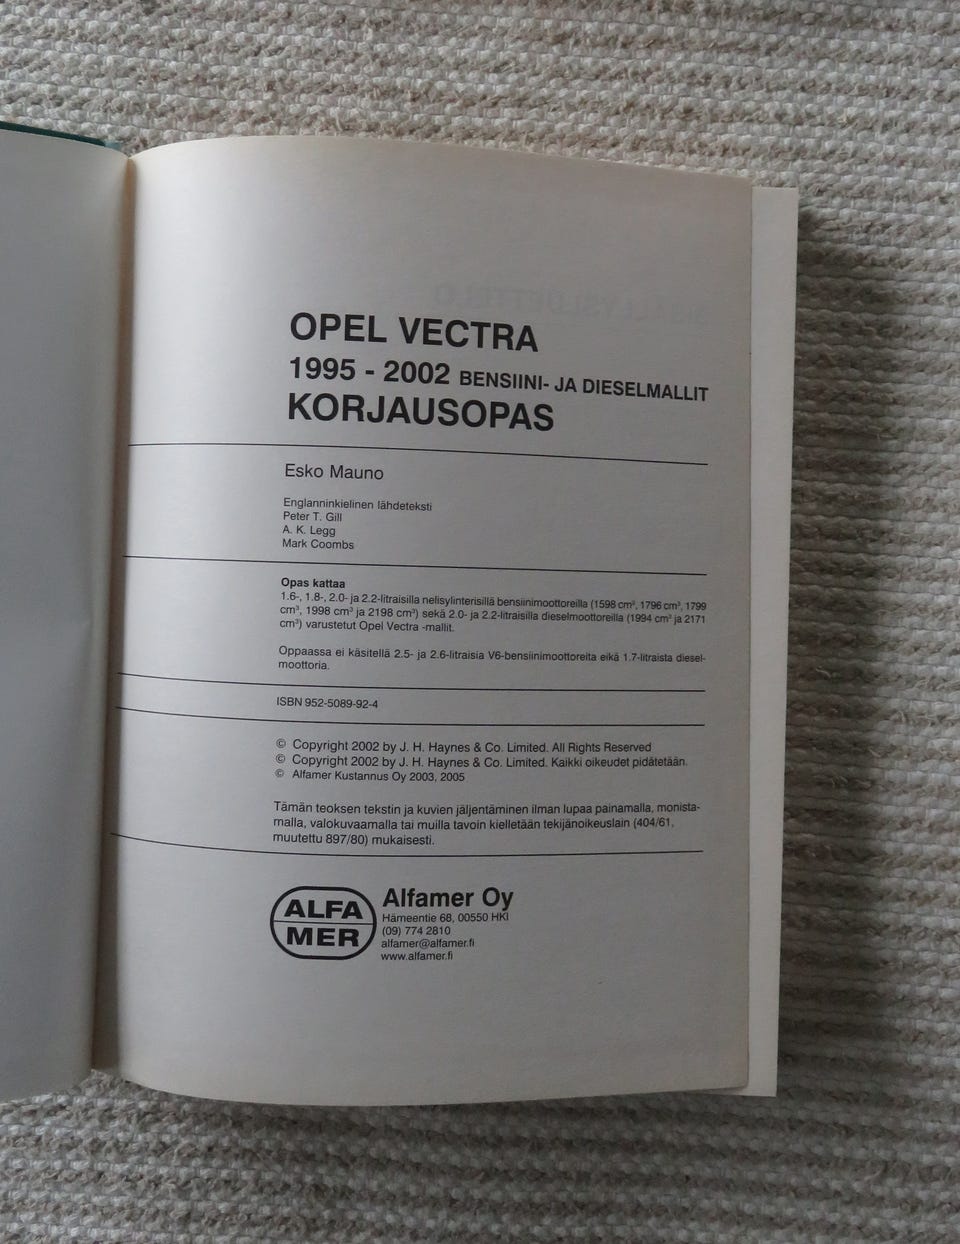 OPEL VECTRA
1995 - 2002 BENSIINI- JA DIESELMALLIT
KORJAUSOPAS
Esko Mauno
Englanninkielinen lähdeteksti
Peter T. Gill
A. K. Legg
Mark Coombs
Opas kattaa
1.6-, 1.8-, 2.0- ja 2.2-litraisilla nelisylinterisillä bensiinimoottoreilla (1598 cm³, 1796 cm³, 1799
cm³, 1998 cm³ ja 2198 cm³) sekä 2.0- ja 2.2-litraisilla dieselmoottoreilla (1994 cm³ ja 2171
cm³) varustetut Opel Vectra -mallit.
Oppaassa ei käsitellä 2.5- ja 2.6-litraisia V6-bensiinimoottoreita eikä 1.7-litraista diesel-
moottoria.
ISBN 952-5089-92-4
© Copyright 2002 by J. H. Haynes & Co. Limited. All Rights Reserved
© Copyright 2002 by J. H. Haynes & Co. Limited. Kaikki oikeudet pidätetään.
© Alfamer Kustannus Oy 2003, 2005
Tämän teoksen tekstin ja kuvien jäljentäminen ilman lupaa painamalla, monista-
malla, valokuvaamalla tai muilla tavoin kielletään tekijänoikeuslain (404/61,
muutettu 897/80) mukaisesti.
ALFA
MER
Alfamer Oy
Hämeentie 68, 00550 HKI
(09) 774 2810
alfamer@alfamer.fi
www.alfamer.fi